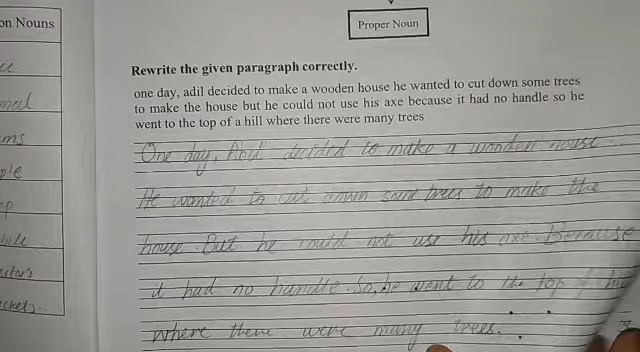 on Nouns
Proper Noun
Rewrite the given paragraph correctly.
one day, adil decided to make a wooden house he wanted to cut down some trees
to make the house but he could not use his axe because it had no handle so he
went to the top of a hill where there were many trees
One day, decided to make a wooden house.
He wanted to cut down some trees to make the
house. But he could not use his axe. Because
it had no handle. So, he went to the top of
where there were many trees.